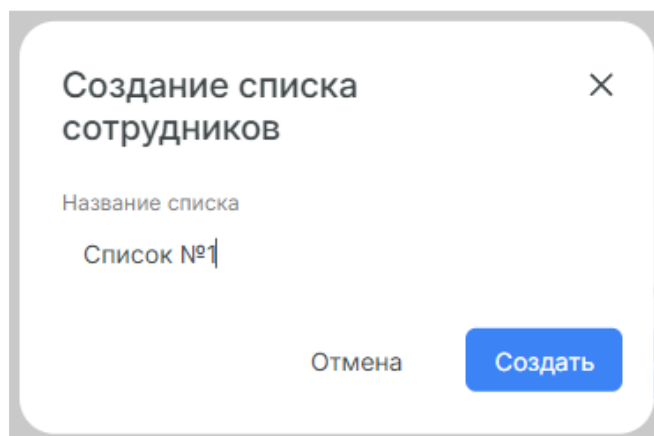 Создание списка
сотрудников
Название списка
Список №1
Отмена
Создать